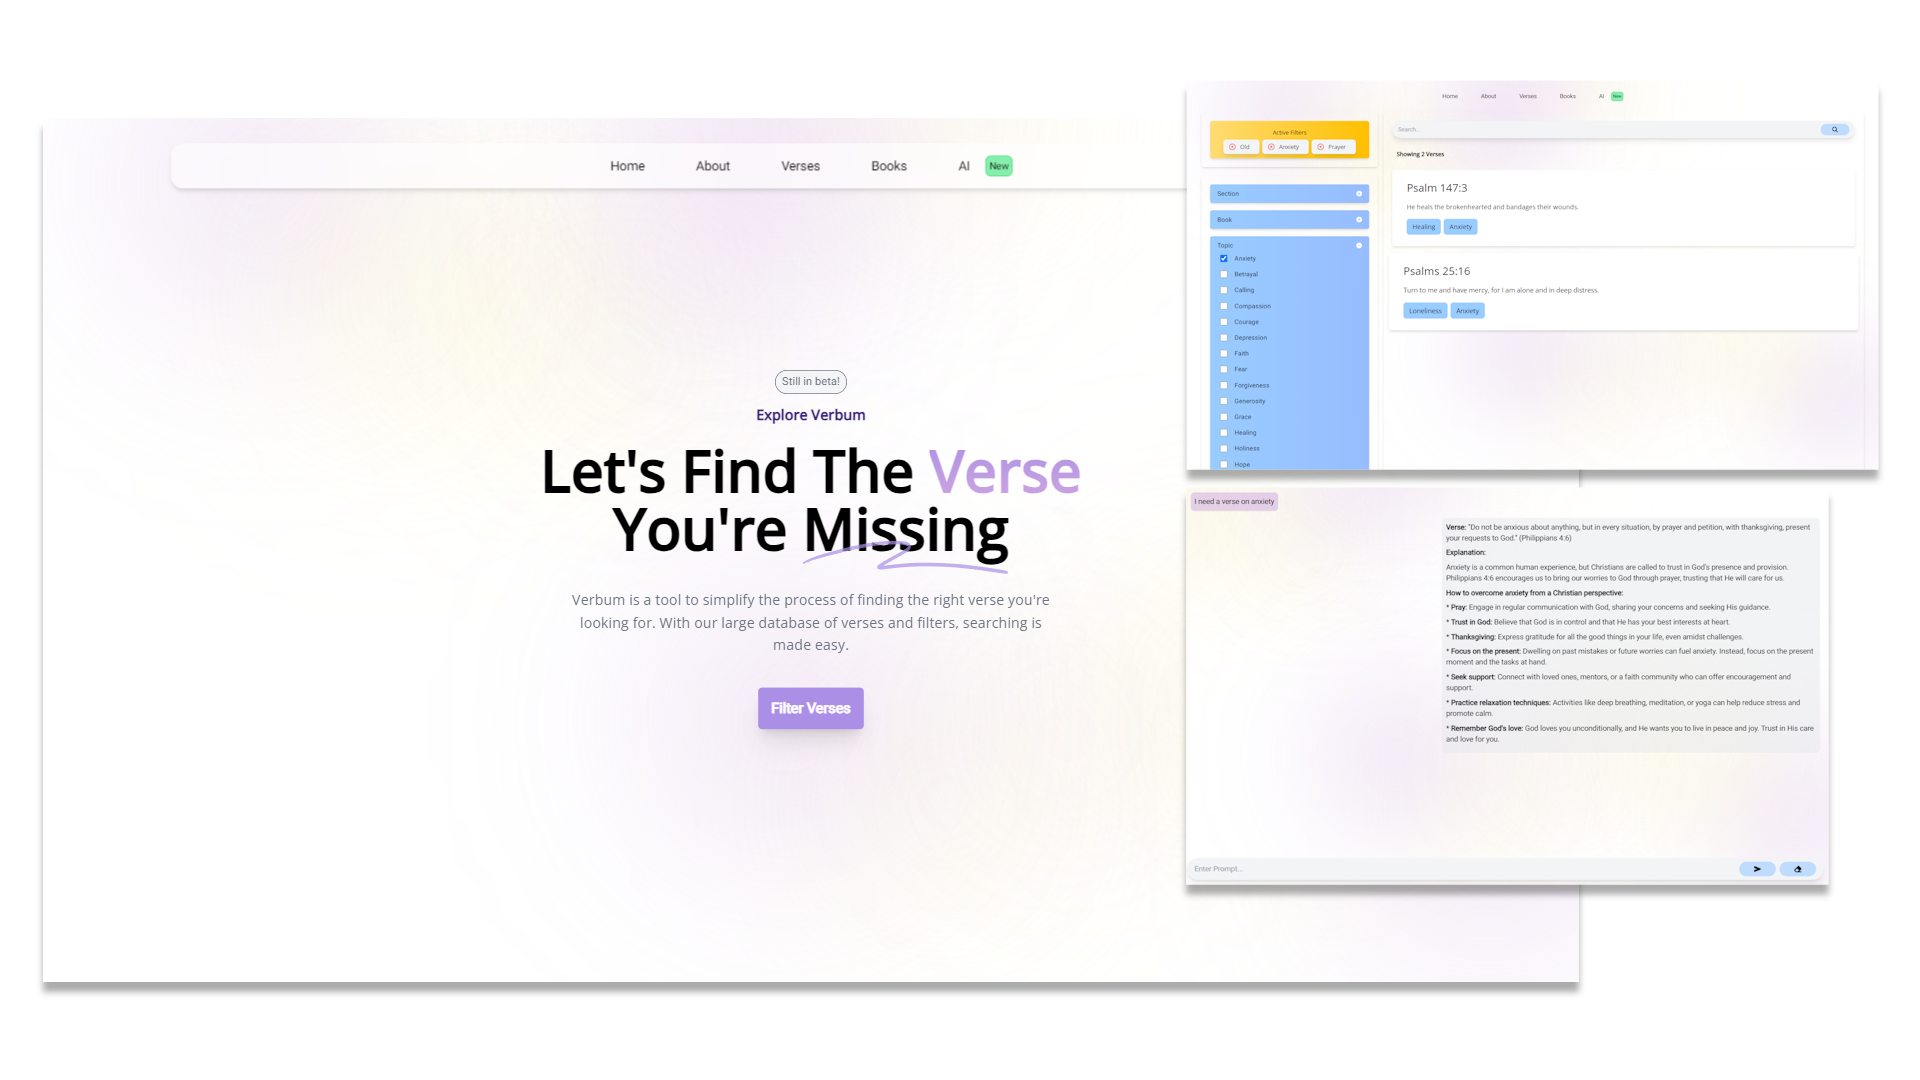 Home About Verses Books AI New
Still in beta!
Explore Verbum
Let's Find The Verse
You're Missing
Verbum is a tool to simplify the process of finding the right verse you're
looking for. With our large database of verses and filters, searching is
made easy.
Filter Verses
Home About Verses Books AI New
Active Filters
Old Anxiety Prayer
Section
Book
Topic
Anxiety
Betrayal
Calling
Compassion
Courage
Depression
Faith
Fear
Forgiveness
Generosity
Grace
Healing
Holiness
Hope
Search...
Showing 2 Verses
Psalm 147:3
He heals the brokenhearted and bandages their wounds.
Healing Anxiety
Psalms 25:16
Turn to me and have mercy, for I am alone and in deep distress.
Loneliness Anxiety
I need a verse on anxiety
Verse: "Do not be anxious about anything, but in every situation, by prayer and petition, with thanksgiving, present
your requests to God." (Philippians 4:6)
Explanation:
Anxiety is a common human experience, but Christians are called to trust in God's presence and provision.
Philippians 4:6 encourages us to bring our worries to God through prayer, trusting that He will care for us.
How to overcome anxiety from a Christian perspective:
* Pray: Engage in regular communication with God, sharing your concerns and seeking His guidance.
* Trust in God: Believe that God is in control and that He has your best interests at heart.
* Thanksgiving: Express gratitude for all the good things in your life, even amidst challenges.
* Focus on the present: Dwelling on past mistakes or future worries can fuel anxiety. Instead, focus on the present
moment and the tasks at hand.
* Seek support: Connect with loved ones, mentors, or a faith community who can offer encouragement and
support.
* Practice relaxation techniques: Activities like deep breathing, meditation, or yoga can help reduce stress and
promote calm.
* Remember God's love: God loves you unconditionally, and He wants you to live in peace and joy. Trust in His care
and love for you.
Enter Prompt...